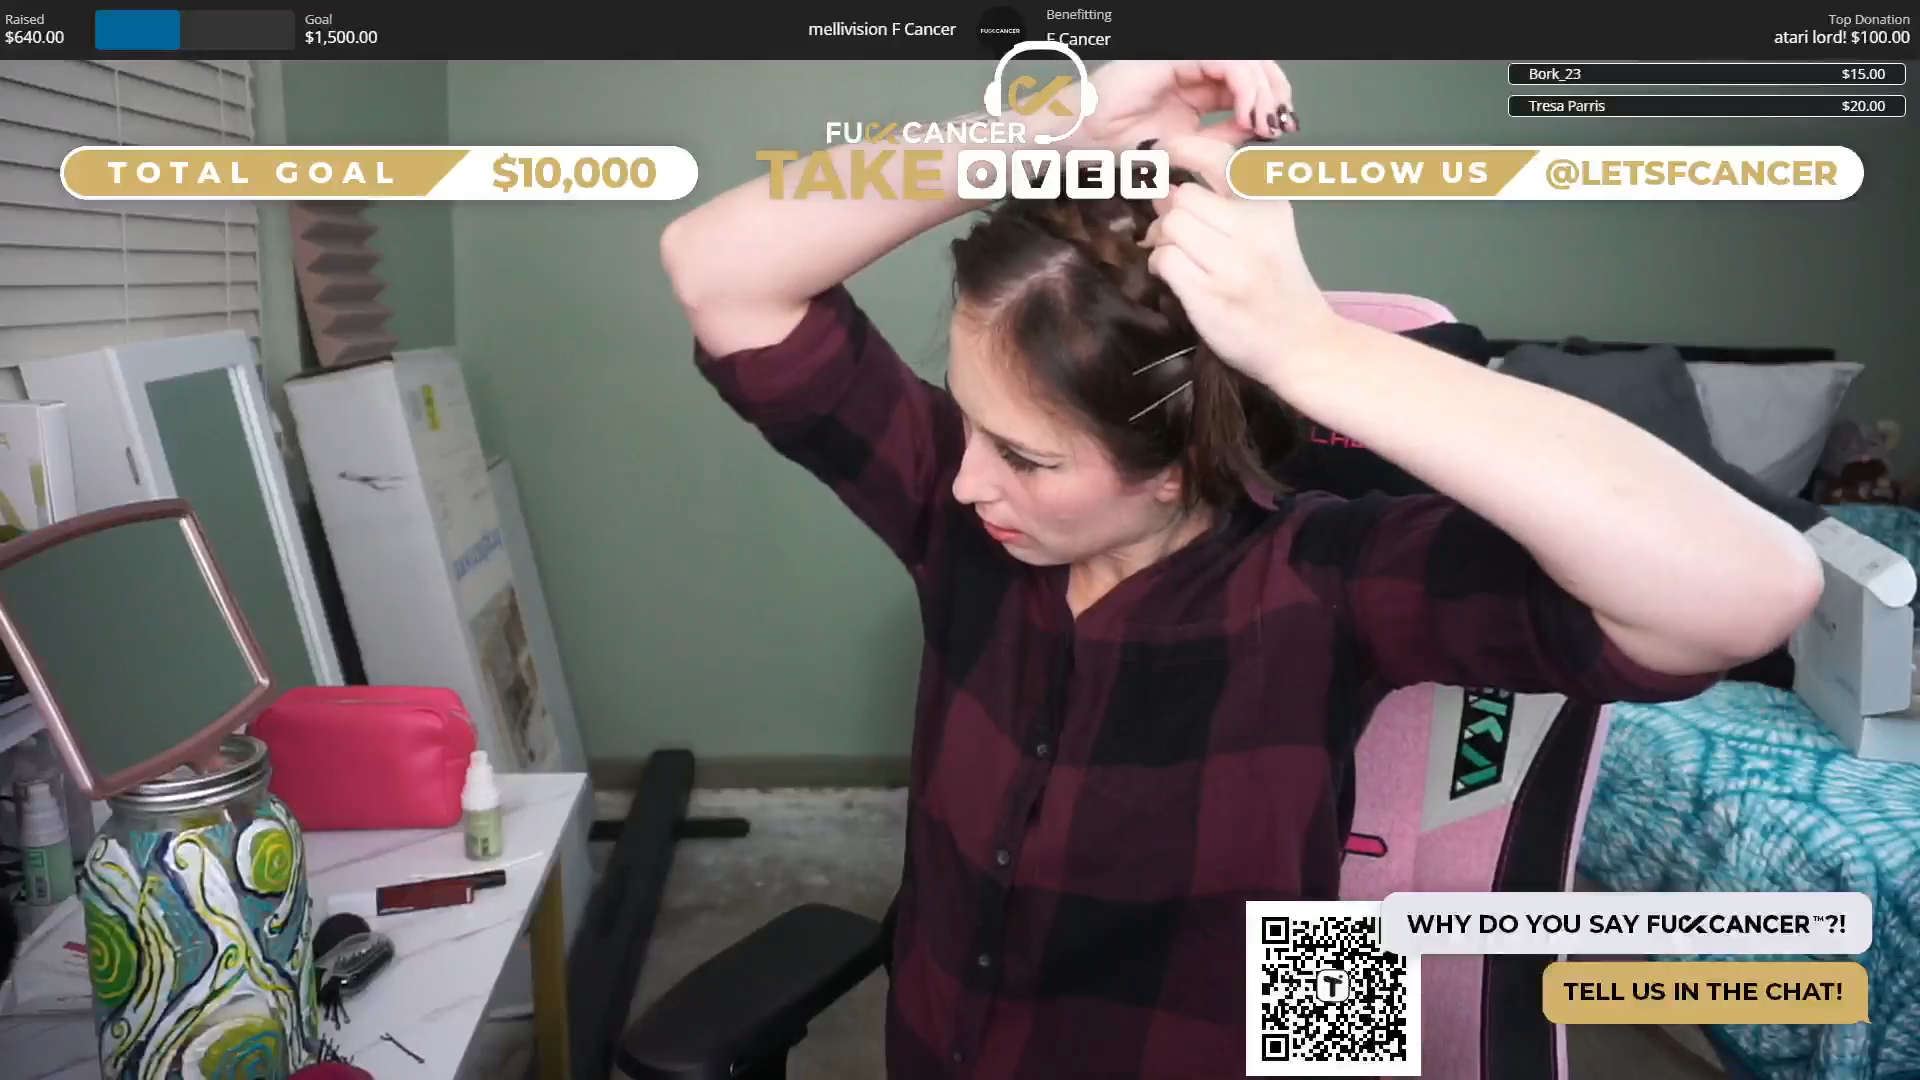 Raised
$640.00
Goal
$1,500.00
mellivision F Cancer
FUCKCANCER
Benefitting
F Cancer
Top Donation
atari lord! $100.00
Bork_23 $15.00
Tresa Parris $20.00
FUCKCANCER
TAKEOVER
TOTAL GOAL $10,000
FOLLOW US @LETSFCANCER
WHY DO YOU SAY FUCKCANCER™?!
TELL US IN THE CHAT!
T